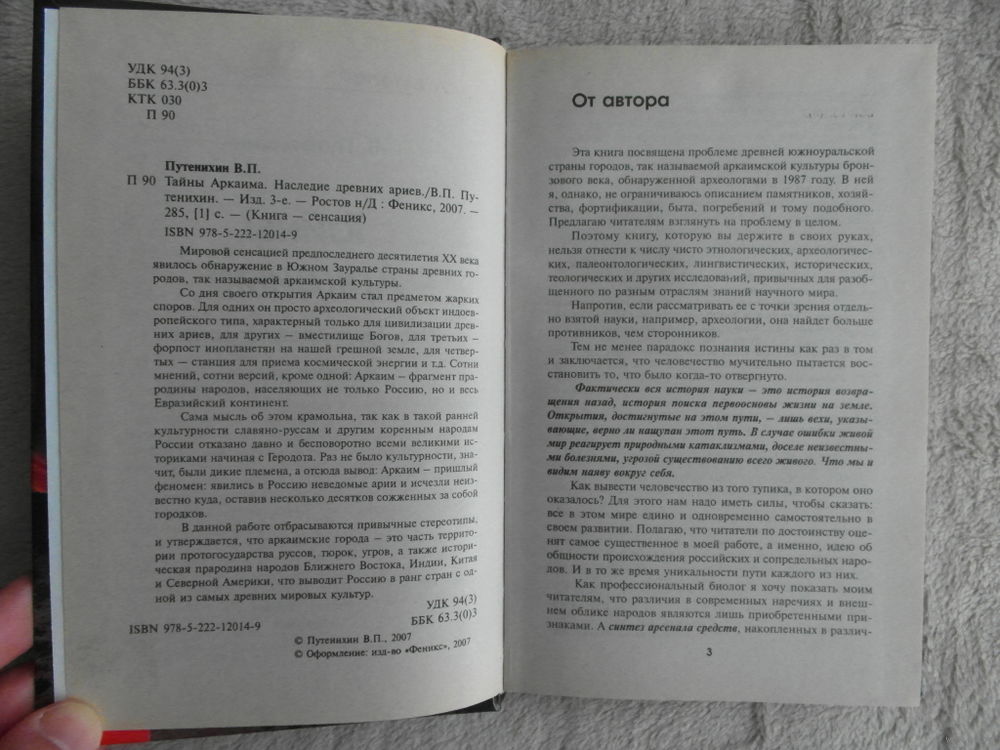 УДК 94(3)
ББК 63.3(0)3
КТК 030
П 90
Путенихин В.П.
П 90 Тайны Аркаима. Наследие древних ариев./В.П. Пу-
тенихин. — Изд. 3-е. — Ростов н/Д : Феникс, 2007. —
285, [1] с. — (Книга — сенсация)
ISBN 978-5-222-12014-9
Мировой сенсацией предпоследнего десятилетия XX века
явилось обнаружение в Южном Зауралье страны древних го-
родов, так называемой аркаимской культуры.
Со дня своего открытия Аркаим стал предметом жарких
споров. Для одних он просто археологический объект индоев-
ропейского типа, характерный только для цивилизации древ-
них ариев, для других – вместилище Богов, для третьих –
форпост инопланетян на нашей грешной земле, для четвер-
тых – станция для приема космической энергии и т.д. Сотни
мнений, сотни версий, кроме одной: Аркаим – фрагмент пра-
родины народов, населяющих не только Россию, но и весь
Евразийский континент.
Сама мысль об этом крамольна, так как в такой ранней
культурности славяно-руссам и другим коренным народам
России отказано давно и бесповоротно всеми великими ис-
ториками начиная с Геродота. Раз не было культурности, зна-
чит, были дикие племена, а отсюда вывод: Аркаим – пришлый
феномен: явились в Россию неведомые арии и исчезли неиз-
вестно куда, оставив несколько десятков сожженных за собой
городков.
В данной работе отбрасываются привычные стереотипы,
и утверждается, что аркаимские города – это часть террито-
рии протогосударства руссов, тюрок, угров, а также истори-
ческая прародина народов Ближнего Востока, Индии, Китая
и Северной Америки, что выводит Россию в ранг стран с од-
ной из самых древних мировых культур.
УДК 94(3)
ISBN 978-5-222-12014-9 ББК 63.3(0)3
© Путенихин В.П., 2007
© Оформление: изд-во «Феникс», 2007
От автора
Эта книга посвящена проблеме древней южноуральской
страны городов, так называемой аркаимской культуры брон-
зового века, обнаруженной археологами в 1987 году. В ней
я, однако, не ограничиваюсь описанием памятников, хозяй-
ства, фортификации, быта, погребений и тому подобного.
Предлагаю читателям взглянуть на проблему в целом.
Поэтому книгу, которую вы держите в своих руках,
нельзя отнести к числу чисто этнологических, археологичес-
ких, палеонтологических, лингвистических, исторических,
теологических и других исследований, привычных для разоб-
щенного по разным отраслям знаний научного мира.
Напротив, если рассматривать ее с точки зрения отдель-
но взятой науки, например, археологии, она найдет больше
противников, чем сторонников.
Тем не менее парадокс познания истины как раз в том
и заключается, что человечество мучительно пытается вос-
становить то, что было когда-то отвергнуто.
Фактически вся история науки – это история возвра-
щения назад, история поиска первоосновы жизни на земле.
Открытия, достигнутые на этом пути, – лишь вехи, указы-
вающие, верно ли нащупан этот путь. В случае ошибки живой
мир реагирует природными катаклизмами, доселе неизвестны-
ми болезнями, угрозой существованию всего живого. Что мы и
видим наяву вокруг себя.
Как вывести человечество из того тупика, в котором оно
оказалось? Для этого нам надо иметь силы, чтобы сказать:
все в этом мире едино и одновременно самостоятельно в
своем развитии. Полагаю, что читатели по достоинству оце-
нят самое существенное в моей работе, а именно, идею об
общности происхождения российских и сопредельных наро-
дов. И в то же время уникальности пути каждого из них.
Как профессиональный биолог я хочу показать моим
читателям, что различия в современных наречиях и внеш-
нем облике народов являются лишь приобретенными при-
знаками. А синтез арсенала средств, накопленных в различ-
3